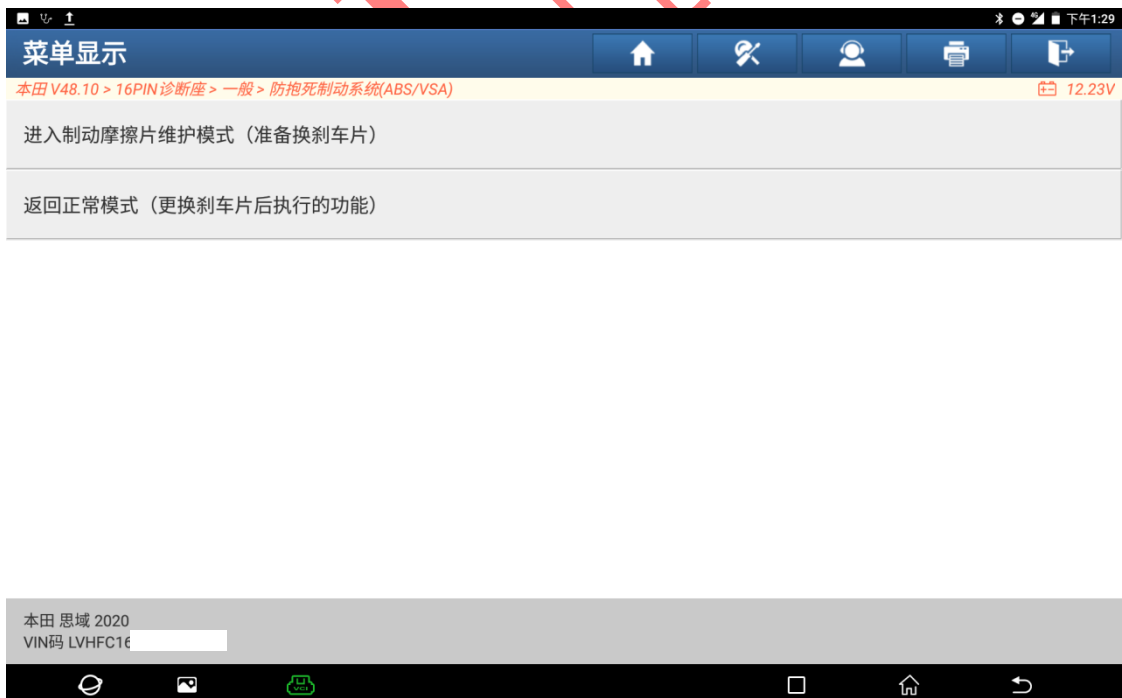 下午1:29
菜单显示
本田 V48.10 > 16PIN诊断座 > 一般 > 防抱死制动系统(ABS/VSA)
12.23V
进入制动摩擦片维护模式（准备换刹车片）
返回正常模式（更换刹车片后执行的功能）
本田 思域 2020
VIN码 LVHFC16
VCI